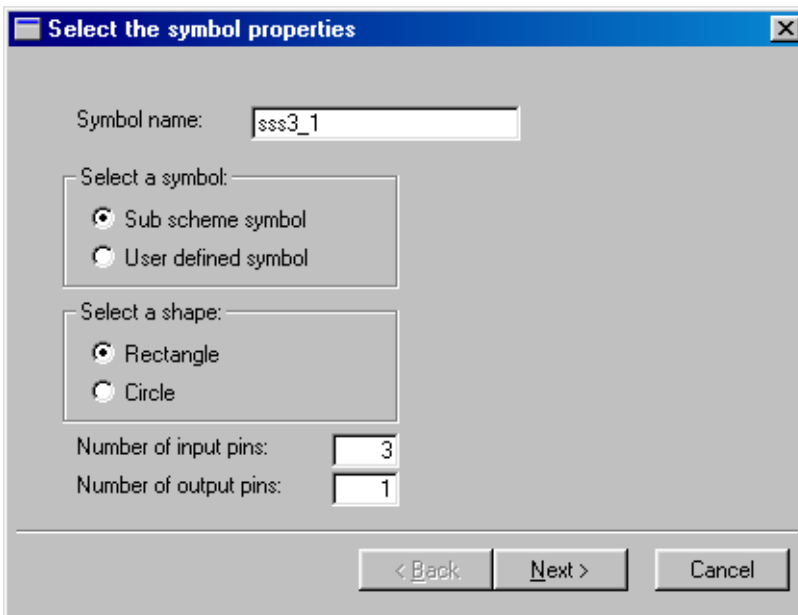 Select the symbol properties
Symbol name: sss3_1
Select a symbol:
Sub scheme symbol
User defined symbol
Select a shape:
Rectangle
Circle
Number of input pins: 3
Number of output pins: 1
< Back Next > Cancel